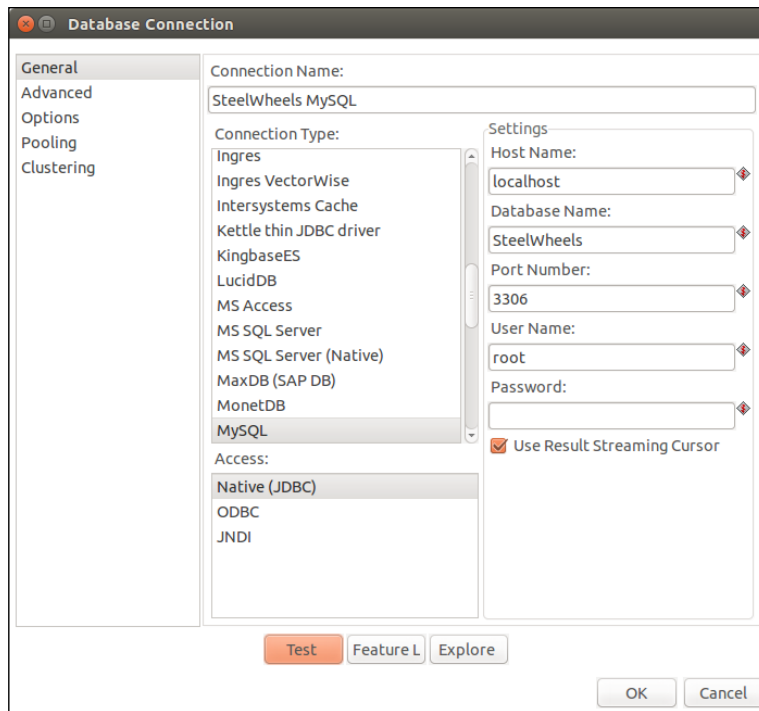 Database Connection
General
Advanced
Options
Pooling
Clustering
Connection Name:
SteelWheels MySQL
Connection Type:
Ingres
Ingres VectorWise
Intersystems Cache
Kettle thin JDBC driver
KingbaseES
LucidDB
MS Access
MS SQL Server
MS SQL Server (Native)
MaxDB (SAP DB)
MonetDB
MySQL
Access:
Native (JDBC)
ODBC
JNDI
Settings
Host Name:
localhost
Database Name:
SteelWheels
Port Number:
3306
User Name:
root
Password:
Use Result Streaming Cursor
Test Feature L Explore
OK Cancel